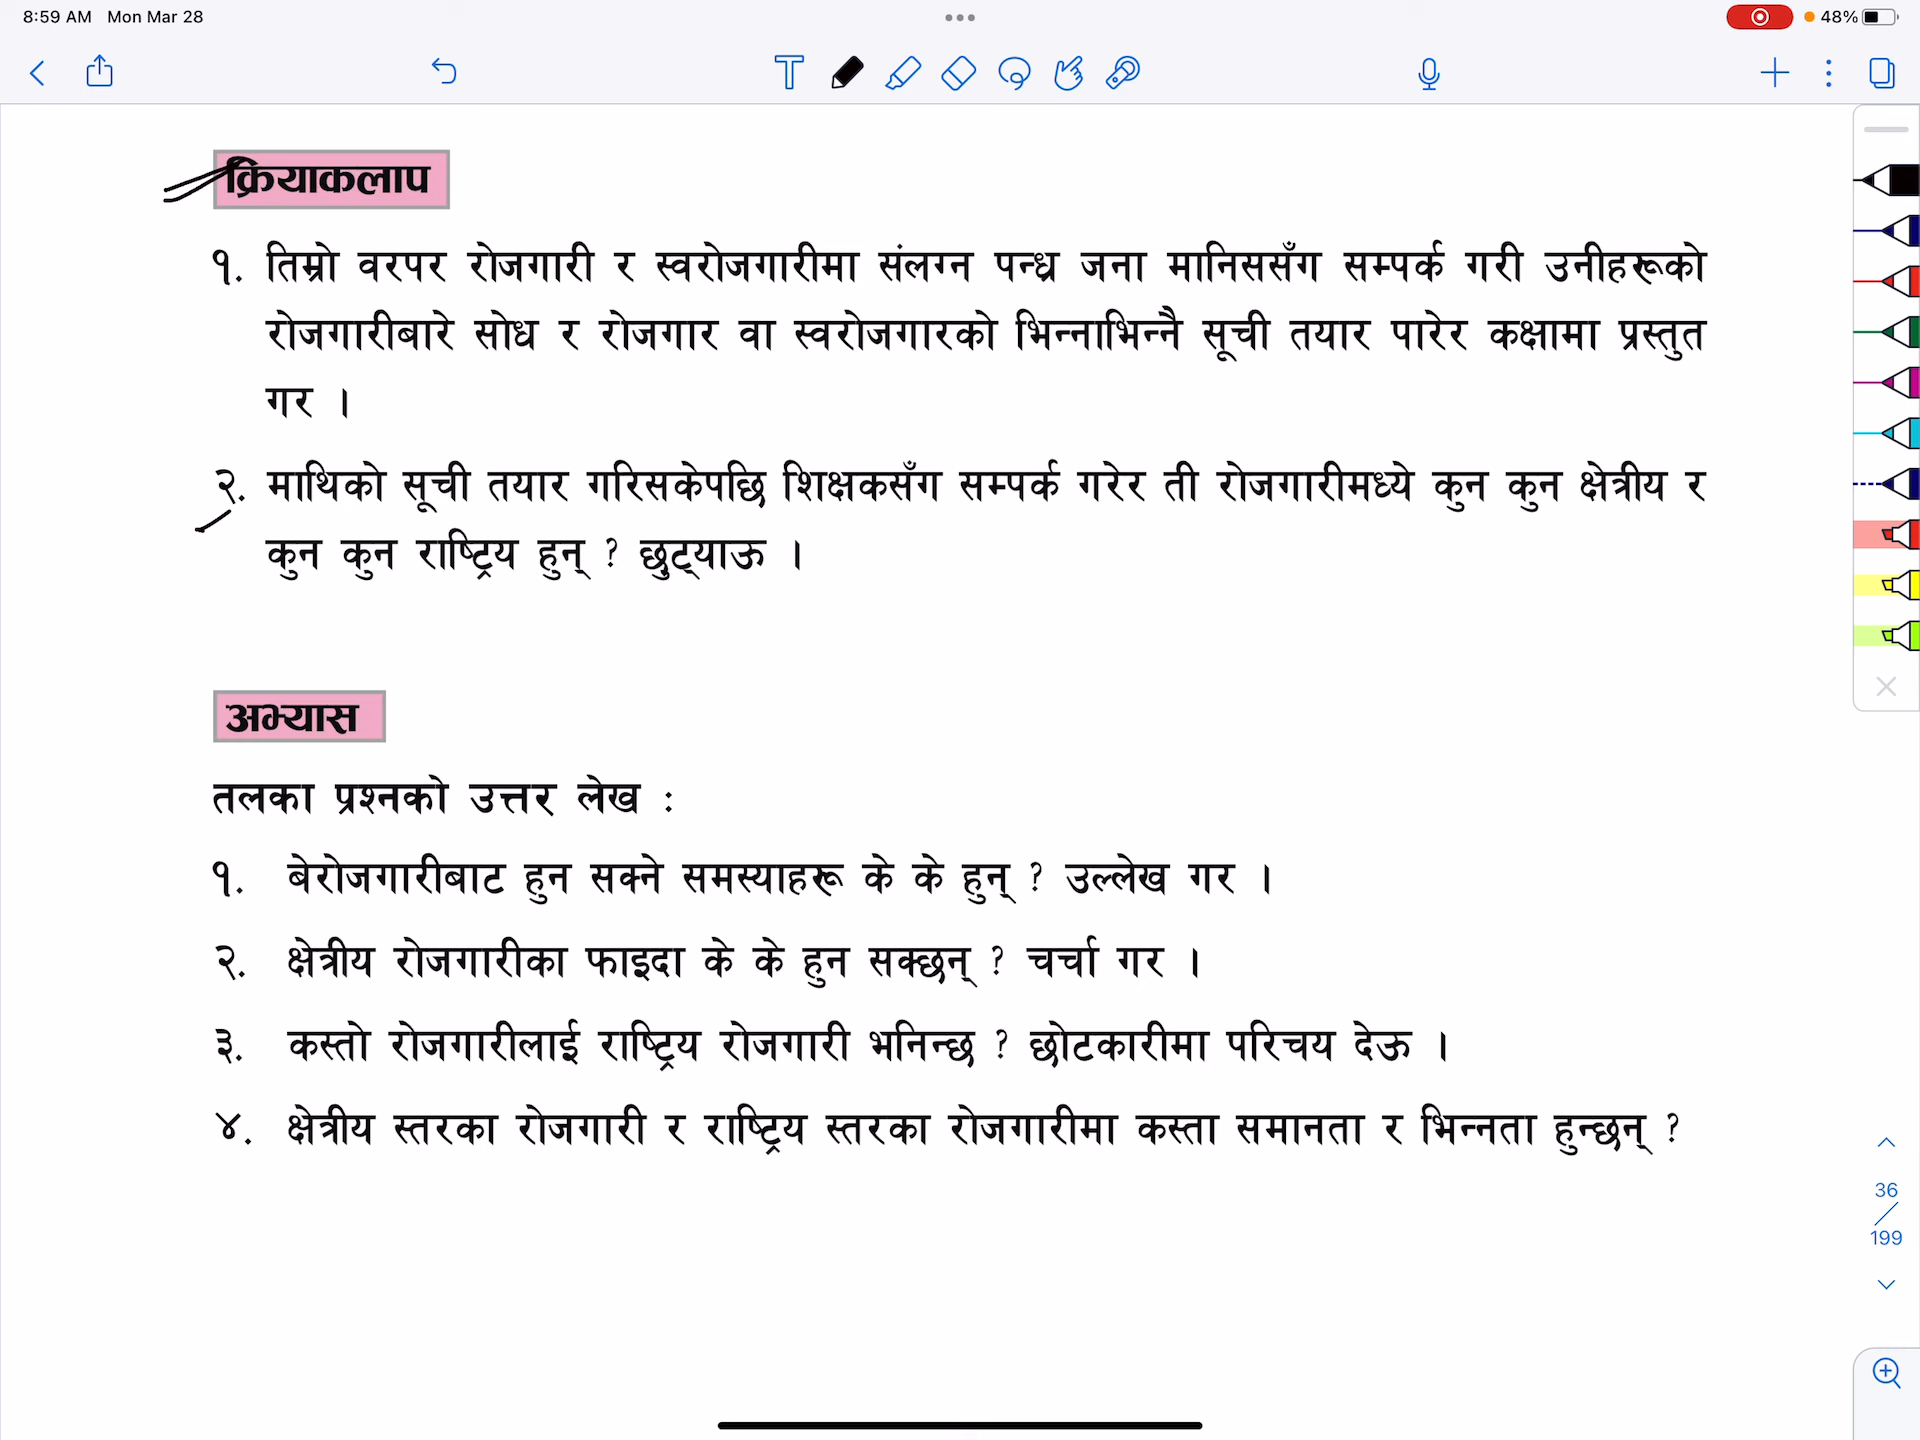 8:59 AM Mon Mar 28
48%
क्रियाकलाप
१. तिम्रो वरपर रोजगारी र स्वरोजगारीमा संलग्न पन्ध्र जना मानिससँग सम्पर्क गरी उनीहरूको
रोजगारीबारे सोध र रोजगार वा स्वरोजगारको भिन्नाभिन्नै सूची तयार पारेर कक्षामा प्रस्तुत
गर ।
२. माथिको सूची तयार गरिसकेपछि शिक्षकसँग सम्पर्क गरेर ती रोजगारीमध्ये कुन कुन क्षेत्रीय र
कुन कुन राष्ट्रिय हुन् ? छुट्याऊ ।
अभ्यास
तलका प्रश्नको उत्तर लेख :
१. बेरोजगारीबाट हुन सक्ने समस्याहरू के के हुन् ? उल्लेख गर ।
२. क्षेत्रीय रोजगारीका फाइदा के के हुन सक्छन् ? चर्चा गर ।
३. कस्तो रोजगारीलाई राष्ट्रिय रोजगारी भनिन्छ ? छोटकारीमा परिचय देऊ ।
४. क्षेत्रीय स्तरका रोजगारी र राष्ट्रिय स्तरका रोजगारीमा कस्ता समानता र भिन्नता हुन्छन् ?
36
199